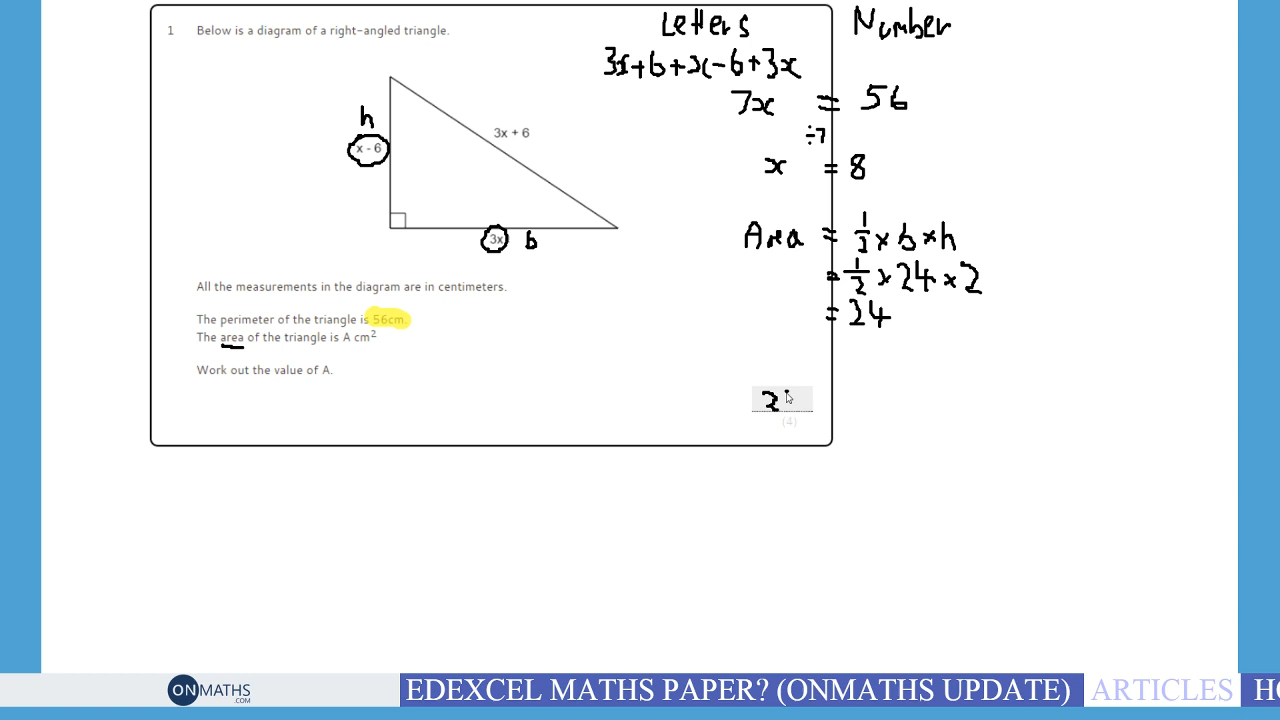 1 Below is a diagram of a right-angled triangle.
h
x - 6
3x + 6
3x b
All the measurements in the diagram are in centimeters.
The perimeter of the triangle is 56cm.
The area of the triangle is A cm²
Work out the value of A.
2
(4)
Letters Number
3x+6+x-6+3x
7x = 56
÷7
x = 8
Area = 1/2 × b × h
= 1/2 × 24 × 2
= 24
ONMATHS
.COM
EDEXCEL MATHS PAPER? (ONMATHS UPDATE) ARTICLES HO